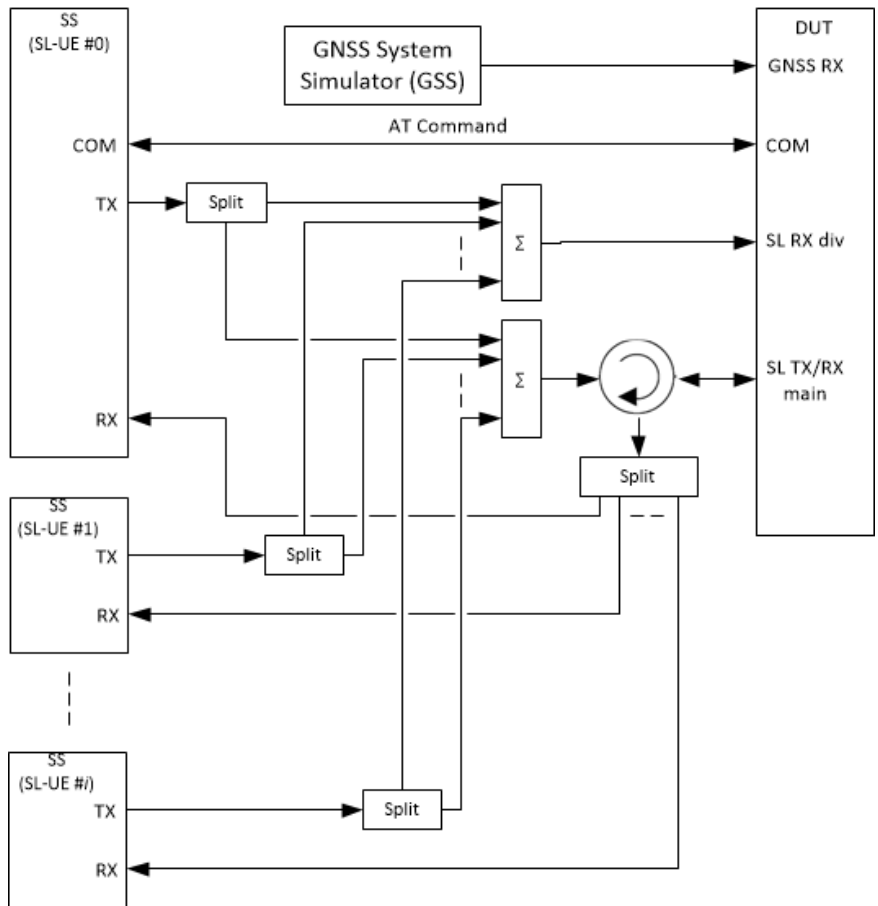 SS
(SL-UE #0)
COM
TX
RX
GNSS System
Simulator (GSS)
AT Command
DUT
GNSS RX
COM
SL RX div
SL TX/RX
main
Split
Σ
Σ
Split
SS
(SL-UE #1)
TX
RX
Split
SS
(SL-UE #i)
TX
RX
Split